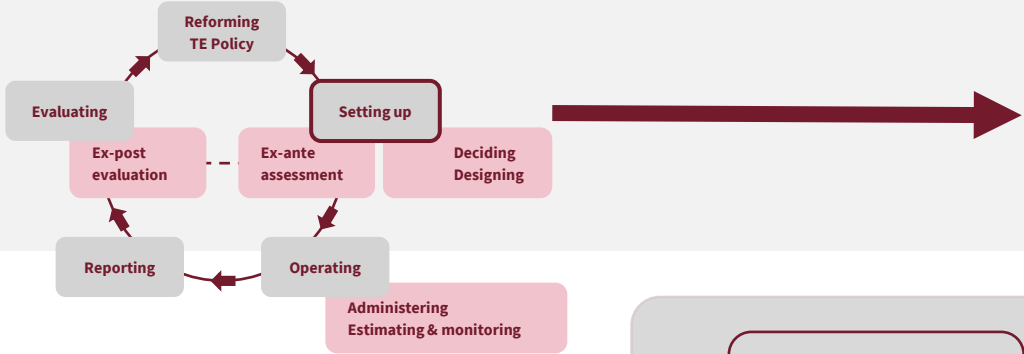 Reforming
TE Policy
Evaluating
Setting up
Ex-post
evaluation
Ex-ante
assessment
Deciding
Designing
Reporting
Operating
Administering
Estimating & monitoring